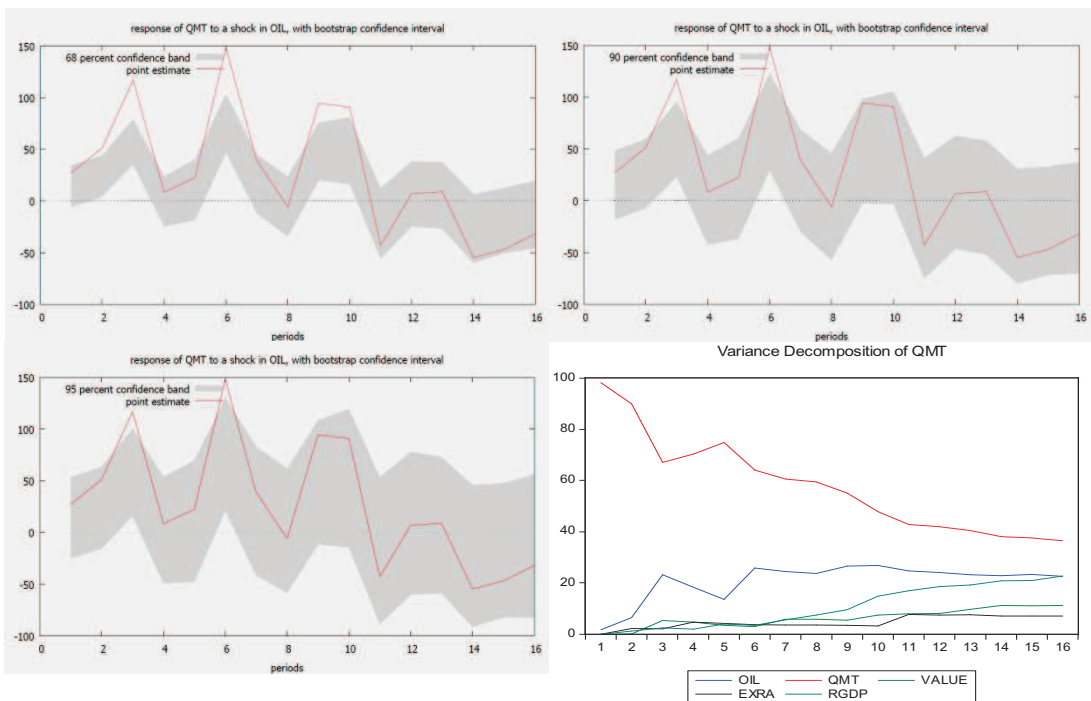 response of QMT to a shock in OIL, with bootstrap confidence interval
68 percent confidence band
point estimate
150
100
50
0
-50
-100
0 2 4 6 8 10 12 14 16
periods
response of QMT to a shock in OIL, with bootstrap confidence interval
90 percent confidence band
point estimate
150
100
50
0
-50
-100
0 2 4 6 8 10 12 14 16
periods
response of QMT to a shock in OIL, with bootstrap confidence interval
95 percent confidence band
point estimate
150
100
50
0
-50
-100
0 2 4 6 8 10 12 14 16
periods
Variance Decomposition of QMT
100
80
60
40
20
0
1 2 3 4 5 6 7 8 9 10 11 12 13 14 15 16
OIL QMT VALUE
EXRA RGDP